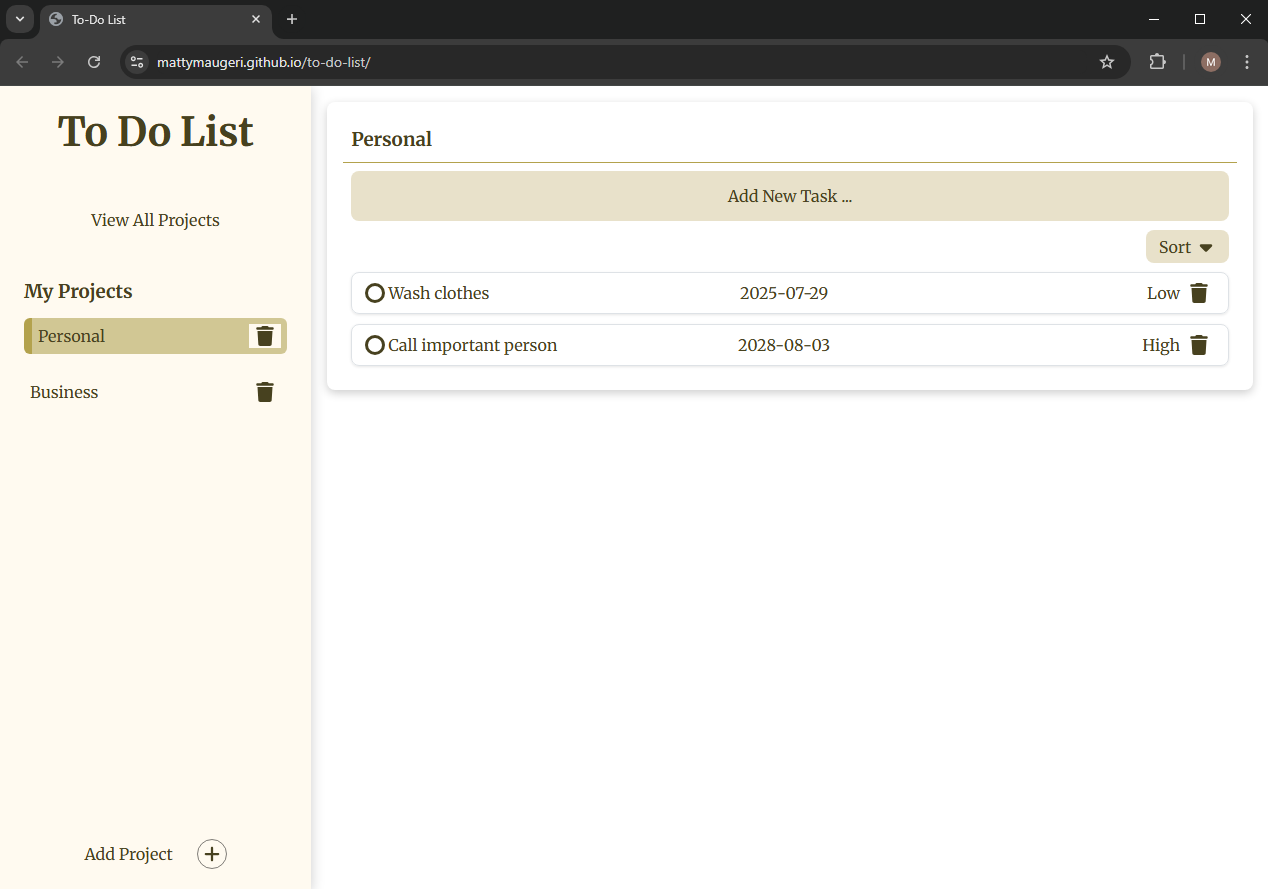 To-Do List
mattymaugeri.github.io/to-do-list/
M
To Do List
View All Projects
My Projects
Personal
Business
Add Project
Personal
Add New Task ...
Sort
Wash clothes 2025-07-29 Low
Call important person 2028-08-03 High